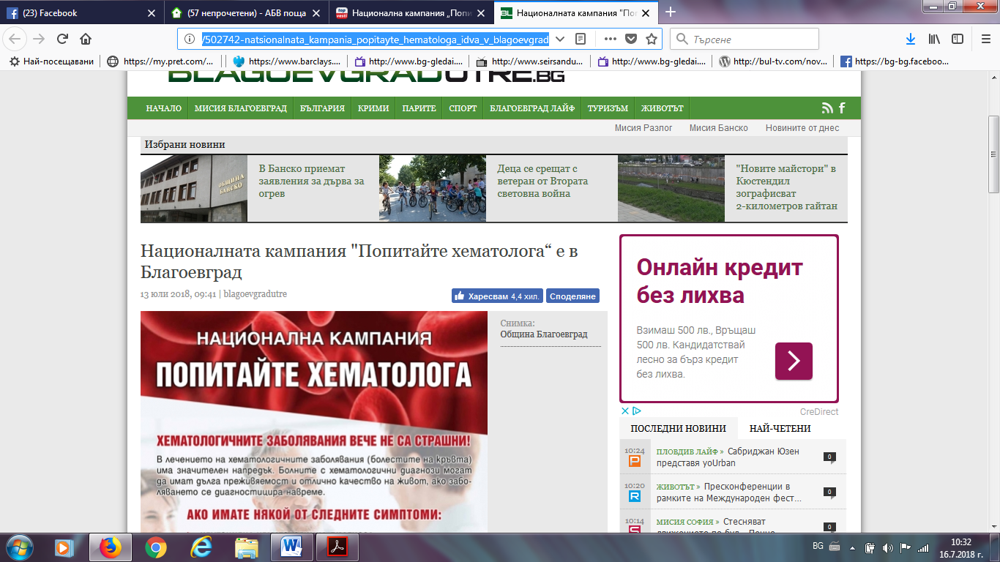 (23) Facebook
(57 непрочетени) - АБВ поща
Национална кампания „Попи
Националната кампания "Поп
/502742-natsionalnata_kampania_popitayte_hematologa_idva_v_blagoevgrad
Търсене
Най-посещавани
https://my.pret.com/...
https://www.barclays....
http://www.bg-gledai....
http://www.seirsandu...
http://www.bg-gledai....
http://bul-tv.com/nov...
https://bg-bg.faceboo...
BLAGOEVGRADUTRE.BG
НАЧАЛО
МИСИЯ БЛАГОЕВГРАД
БЪЛГАРИЯ
КРИМИ
ПАРИТЕ
СПОРТ
БЛАГОЕВГРАД ЛАЙФ
ТУРИЗЪМ
ЖИВОТЪТ
Мисия Разлог
Мисия Банско
Новините от днес
Избрани новини
ОБЩИНА
БАНСКО
В Банско приемат
заявления за дърва за
огрев
Деца се срещат с
ветеран от Втората
световна война
"Новите майстори" в
Кюстендил
зографисват
2-километров гайтан
Националната кампания "Попитайте хематолога“ е в
Благоевград
13 юли 2018, 09:41 | blagoevgradutre
Харесвам 4,4 хил.
Споделяне
НАЦИОНАЛНА КАМПАНИЯ
ПОПИТАЙТЕ ХЕМАТОЛОГА
ХЕМАТОЛОГИЧНИТЕ ЗАБОЛЯВАНИЯ ВЕЧЕ НЕ СА СТРАШНИ!
В лечението на хематологичните заболявания (болестите на кръвта)
има значителен напредък. Болните с хематологични диагнози могат
да имат дълга преживяемост и отлично качество на живот, ако забо-
ляването се диагностицира навреме.
АКО ИМАТЕ НЯКОЙ ОТ СЛЕДНИТЕ СИМПТОМИ:
Снимка:
Община Благоевград
Онлайн кредит
без лихва
Взимаш 500 лв., Връщаш
500 лв. Кандидатствай
лесно за бърз кредит
без лихва.
CreDirect
ПОСЛЕДНИ НОВИНИ
НАЙ-ЧЕТЕНИ
10:24
ПЛОВДИВ ЛАЙФ » Сабриджан Юзен
представя yoUrban
0
10:20
ЖИВОТЪТ » Пресконференции в
рамките на Международен фест...
0
10:14
МИСИЯ СОФИЯ » Стесняват
0
BG
10:32
16.7.2018 г.